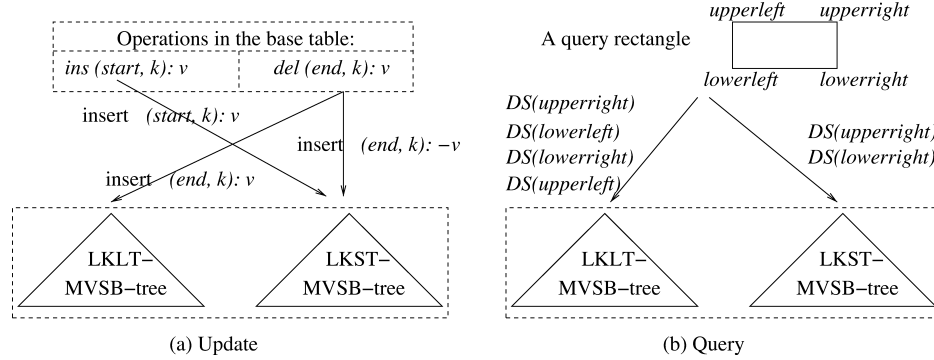 Operations in the base table:
ins (start, k): v
del (end, k): v
insert (start, k): v
insert (end, k): −v
insert (end, k): v
LKLT−
MVSB−tree
LKST−
MVSB−tree
(a) Update
upperleft
upperright
A query rectangle
lowerleft
lowerright
DS(upperright)
DS(lowerleft)
DS(lowerright)
DS(upperleft)
DS(upperright)
DS(lowerright)
LKLT−
MVSB−tree
LKST−
MVSB−tree
(b) Query